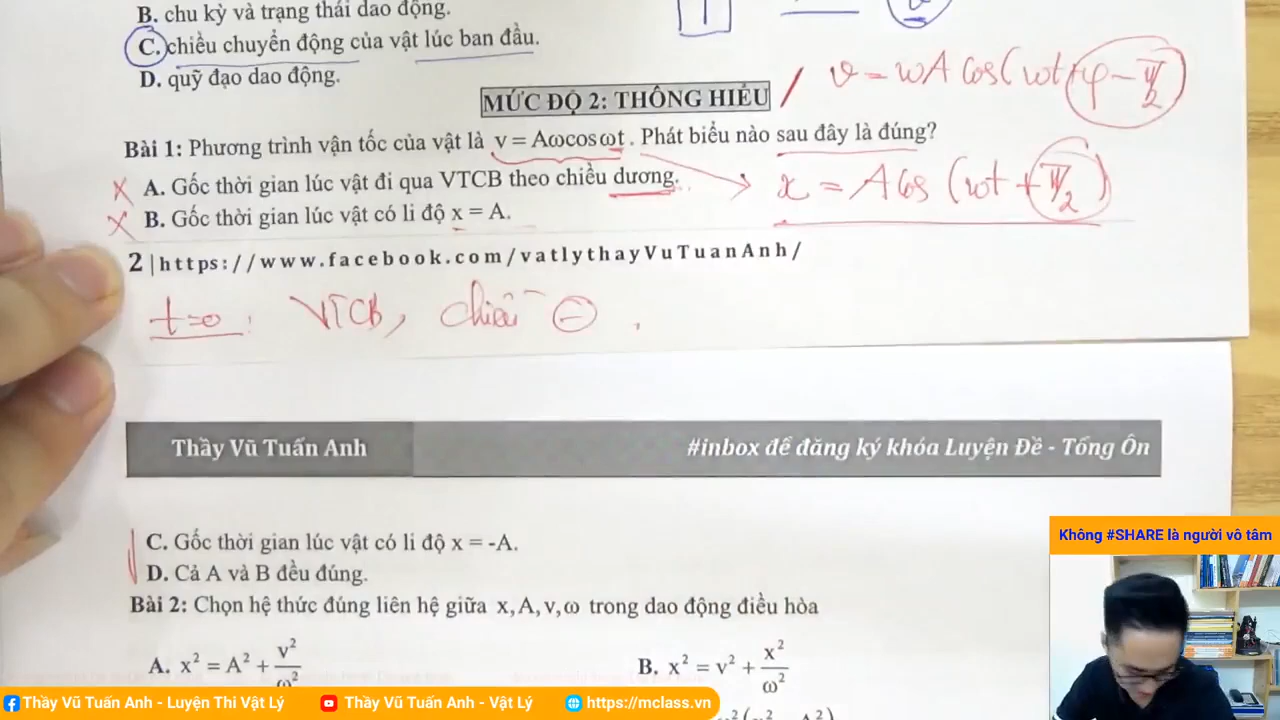 B. chu kỳ và trạng thái dao động.
C. chiều chuyển động của vật lúc ban đầu.
D. quỹ đạo dao động.
MỨC ĐỘ 2: THÔNG HIỂU
v = ωA cos(ωt + φ - π/2)
Bài 1: Phương trình vận tốc của vật là v = Aωcosωt. Phát biểu nào sau đây là đúng?
A. Gốc thời gian lúc vật đi qua VTCB theo chiều dương.
x = A cos (ωt + π/2)
B. Gốc thời gian lúc vật có li độ x = A.
2 | https://www.facebook.com/vatlythayVuTuanAnh/
t=0: VTCB, chiều ⊖.
Thầy Vũ Tuấn Anh #inbox để đăng ký khóa Luyện Đề - Tổng Ôn
C. Gốc thời gian lúc vật có li độ x = -A.
D. Cả A và B đều đúng.
Bài 2: Chọn hệ thức đúng liên hệ giữa x, A, v, ω trong dao động điều hòa
A. x² = A² + v²/ω²
B. x² = v² + x²/ω²
Không #SHARE là người vô tâm
Thầy Vũ Tuấn Anh - Luyện Thi Vật Lý Thầy Vũ Tuấn Anh - Vật Lý https://mclass.vn